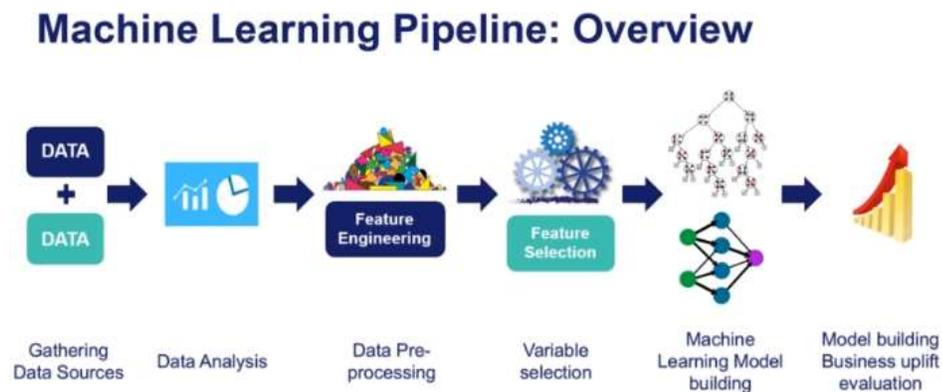 Machine Learning Pipeline: Overview
DATA
+
DATA
Feature
Engineering
Feature
Selection
Gathering
Data Sources
Data Analysis
Data Pre-
processing
Variable
selection
Machine
Learning Model
building
Model building
Business uplift
evaluation